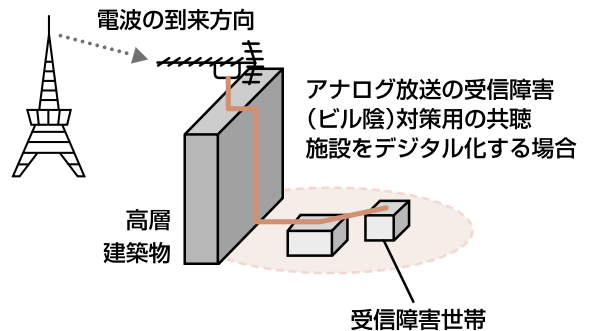 電波の到来方向
アナログ放送の受信障害
（ビル陰）対策用の共聴
施設をデジタル化する場合
高層
建築物
受信障害世帯